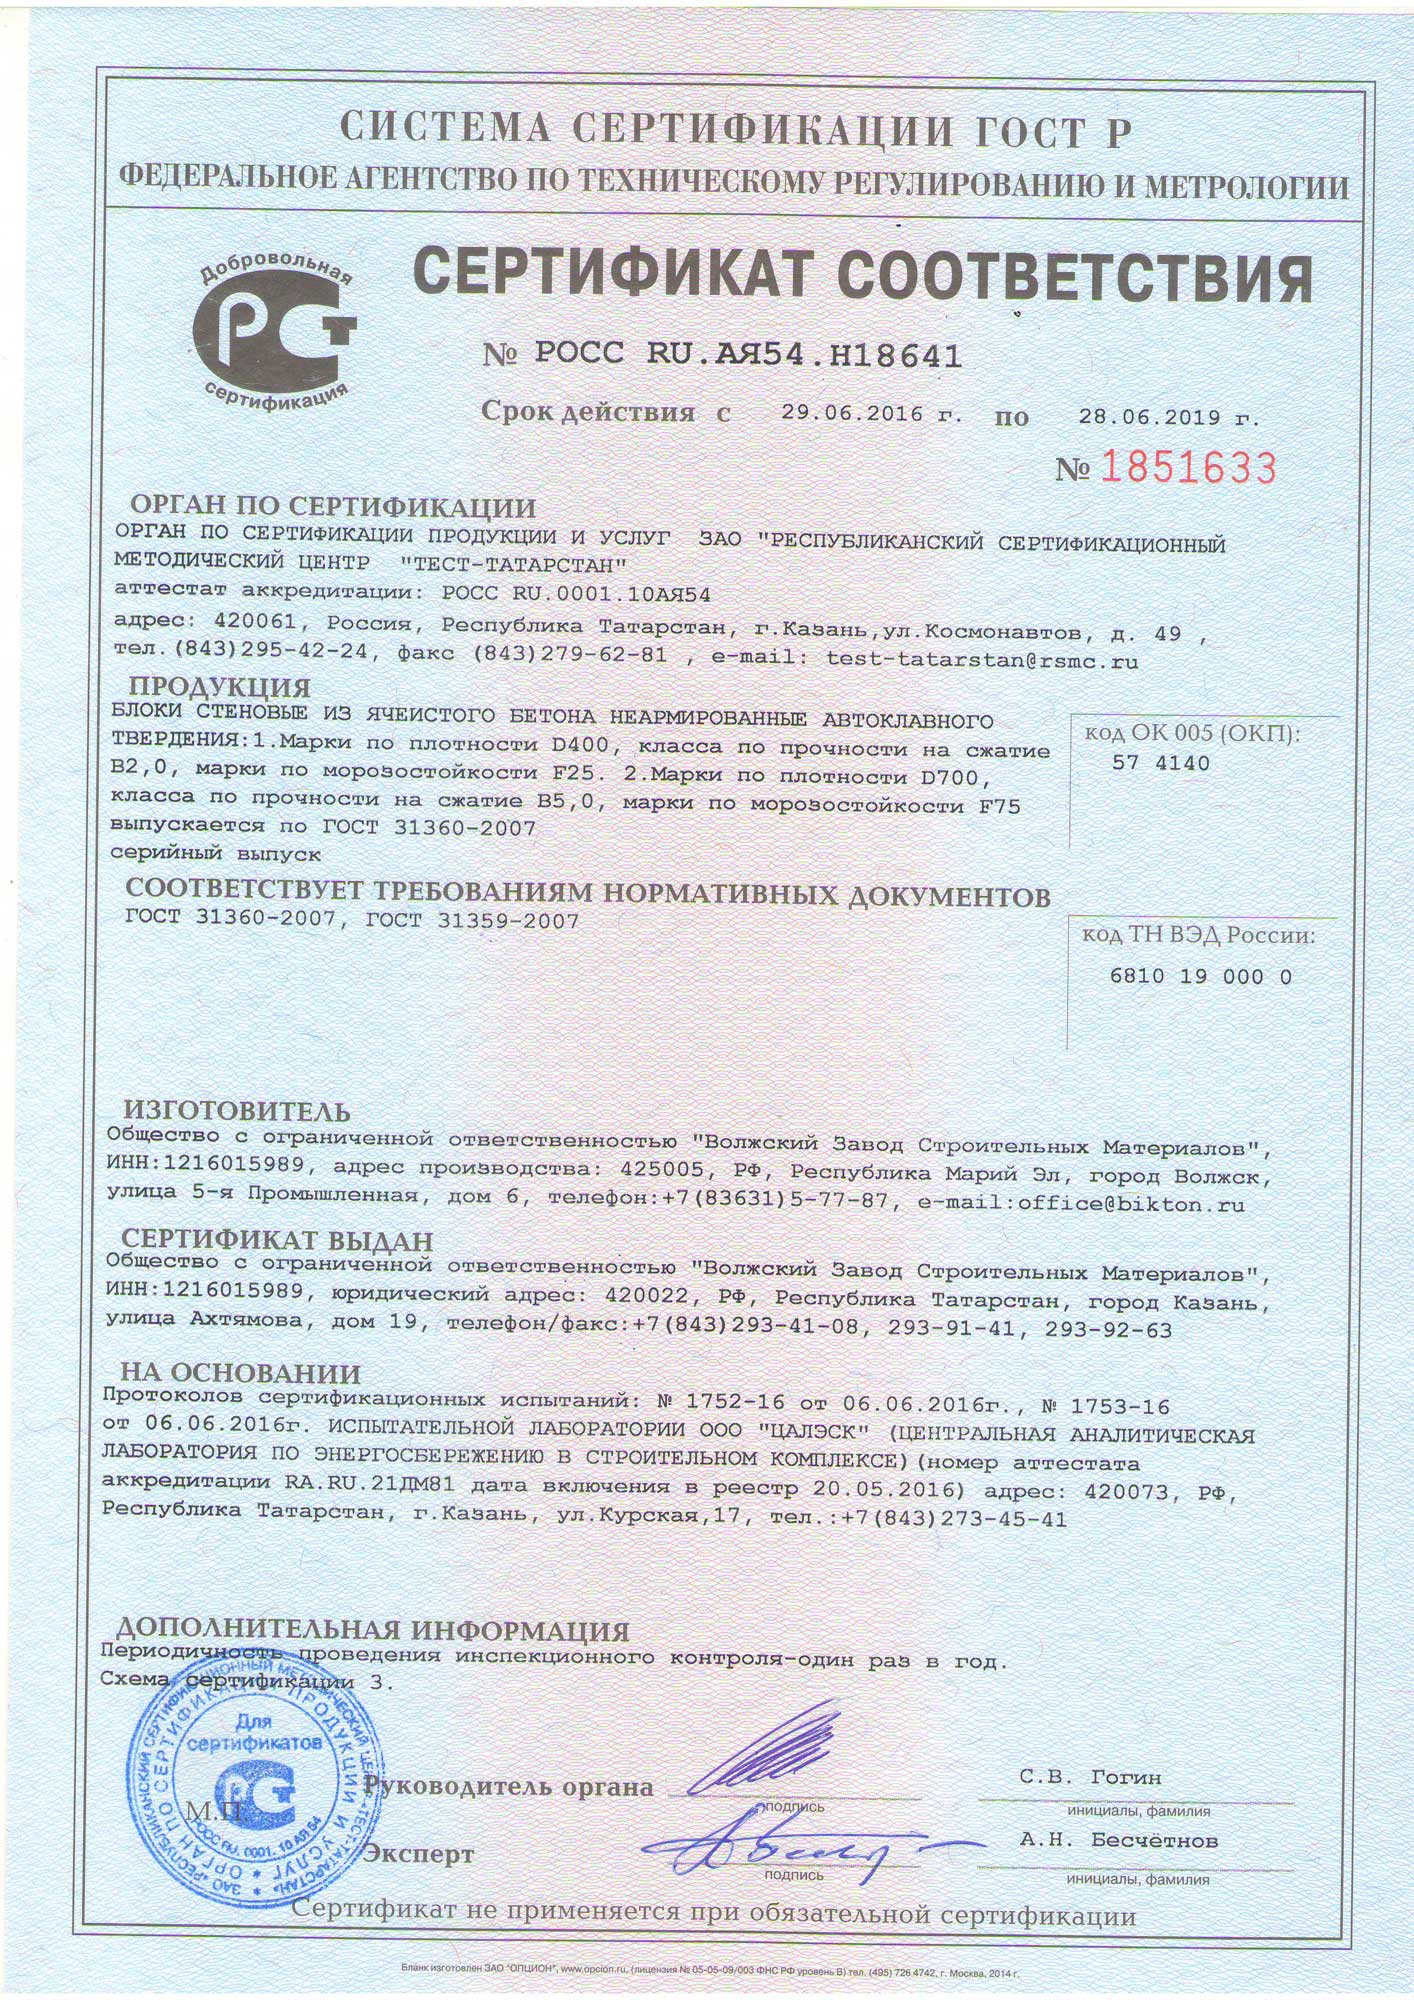 СИСТЕМА СЕРТИФИКАЦИИ ГОСТ Р
ФЕДЕРАЛЬНОЕ АГЕНТСТВО ПО ТЕХНИЧЕСКОМУ РЕГУЛИРОВАНИЮ И МЕТРОЛОГИИ
Добровольная
РСТ
сертификация
СЕРТИФИКАТ СООТВЕТСТВИЯ
№ РОСС RU.АЯ54.Н18641
Срок действия с 29.06.2016 г. по 28.06.2019 г.
№ 1851633
ОРГАН ПО СЕРТИФИКАЦИИ
ОРГАН ПО СЕРТИФИКАЦИИ ПРОДУКЦИИ И УСЛУГ ЗАО "РЕСПУБЛИКАНСКИЙ СЕРТИФИКАЦИОННЫЙ
МЕТОДИЧЕСКИЙ ЦЕНТР "ТЕСТ-ТАТАРСТАН"
аттестат аккредитации: РОСС RU.0001.10АЯ54
адрес: 420061, Россия, Республика Татарстан, г.Казань,ул.Космонавтов, д. 49 ,
тел.(843)295-42-24, факс (843)279-62-81 , e-mail: test-tatarstan@rsmc.ru
ПРОДУКЦИЯ
БЛОКИ СТЕНОВЫЕ ИЗ ЯЧЕИСТОГО БЕТОНА НЕАРМИРОВАННЫЕ АВТОКЛАВНОГО
ТВЕРДЕНИЯ:1.Марки по плотности D400, класса по прочности на сжатие
В2,0, марки по морозостойкости F25. 2.Марки по плотности D700,
класса по прочности на сжатие В5,0, марки по морозостойкости F75
выпускается по ГОСТ 31360-2007
серийный выпуск
код ОК 005 (ОКП):
57 4140
СООТВЕТСТВУЕТ ТРЕБОВАНИЯМ НОРМАТИВНЫХ ДОКУМЕНТОВ
ГОСТ 31360-2007, ГОСТ 31359-2007
код ТН ВЭД России:
6810 19 000 0
ИЗГОТОВИТЕЛЬ
Общество с ограниченной ответственностью "Волжский Завод Строительных Материалов",
ИНН:1216015989, адрес производства: 425005, РФ, Республика Марий Эл, город Волжск,
улица 5-я Промышленная, дом 6, телефон:+7(83631)5-77-87, e-mail:office@bikton.ru
СЕРТИФИКАТ ВЫДАН
Общество с ограниченной ответственностью "Волжский Завод Строительных Материалов",
ИНН:1216015989, юридический адрес: 420022, РФ, Республика Татарстан, город Казань,
улица Ахтямова, дом 19, телефон/факс:+7(843)293-41-08, 293-91-41, 293-92-63
НА ОСНОВАНИИ
Протоколов сертификационных испытаний: № 1752-16 от 06.06.2016г., № 1753-16
от 06.06.2016г. ИСПЫТАТЕЛЬНОЙ ЛАБОРАТОРИИ ООО "ЦАЛЭСК" (ЦЕНТРАЛЬНАЯ АНАЛИТИЧЕСКАЯ
ЛАБОРАТОРИЯ ПО ЭНЕРГОСБЕРЕЖЕНИЮ В СТРОИТЕЛЬНОМ КОМПЛЕКСЕ)(номер аттестата
аккредитации RA.RU.21ДМ81 дата включения в реестр 20.05.2016) адрес: 420073, РФ,
Республика Татарстан, г.Казань, ул.Курская,17, тел.:+7(843)273-45-41
ДОПОЛНИТЕЛЬНАЯ ИНФОРМАЦИЯ
Периодичность проведения инспекционного контроля-один раз в год.
Схема сертификации 3.
ЗАО «РЕСПУБЛИКАНСКИЙ СЕРТИФИКАЦИОННЫЙ МЕТОДИЧЕСКИЙ ЦЕНТР «ТЕСТ-ТАТАРСТАН»
ОРГАН ПО СЕРТИФИКАЦИИ ПРОДУКЦИИ И УСЛУГ
Для
сертификатов
РОСС RU. 0001. 10 АЯ 54
М.П.
Руководитель органа
подпись
С.В. Гогин
инициалы, фамилия
Эксперт
подпись
А.Н. Бесчётнов
инициалы, фамилия
Сертификат не применяется при обязательной сертификации
Бланк изготовлен ЗАО "ОПЦИОН", www.opcion.ru, (лицензия № 05-05-09/003 ФНС РФ уровень В) тел. (495) 726 4742, г. Москва, 2014 г.